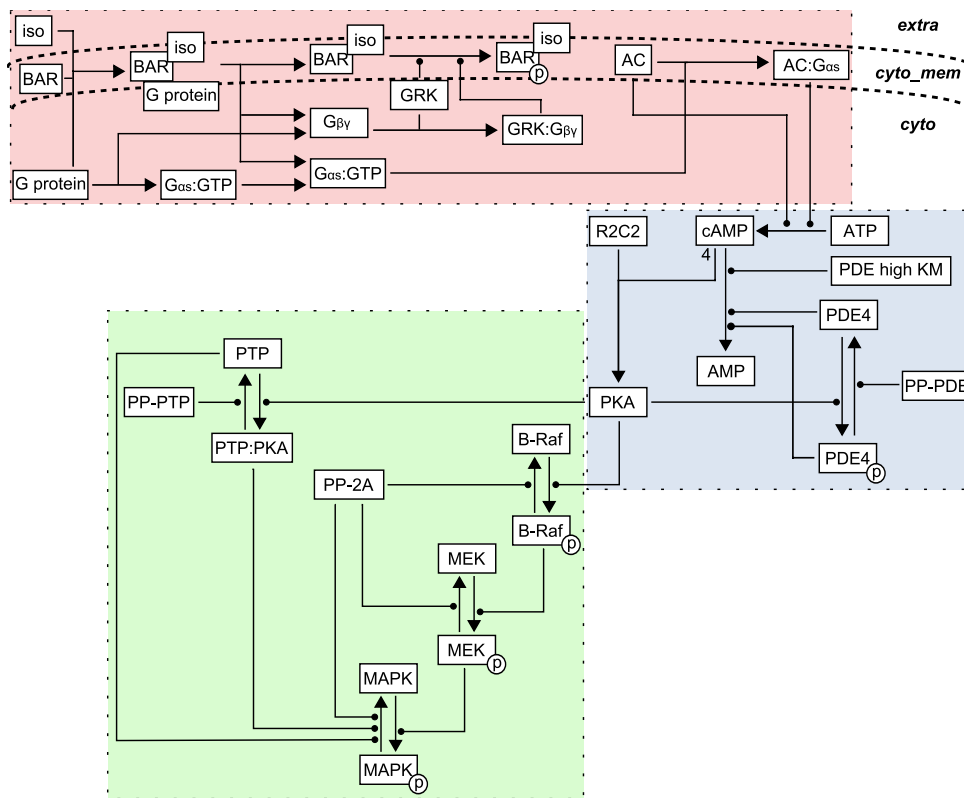 iso
extra
iso
iso
iso
BAR
BAR
BAR
BAR
p
AC
AC:Gαs
cyto_mem
G protein
GRK
cyto
Gβγ
GRK:Gβγ
G protein
Gαs:GTP
Gαs:GTP
R2C2
cAMP
4
ATP
PDE high KM
PDE4
PTP
AMP
PP-PDE
PP-PTP
PKA
PTP:PKA
B-Raf
PDE4
p
PP-2A
B-Raf
p
MEK
MEK
p
MAPK
MAPK
p